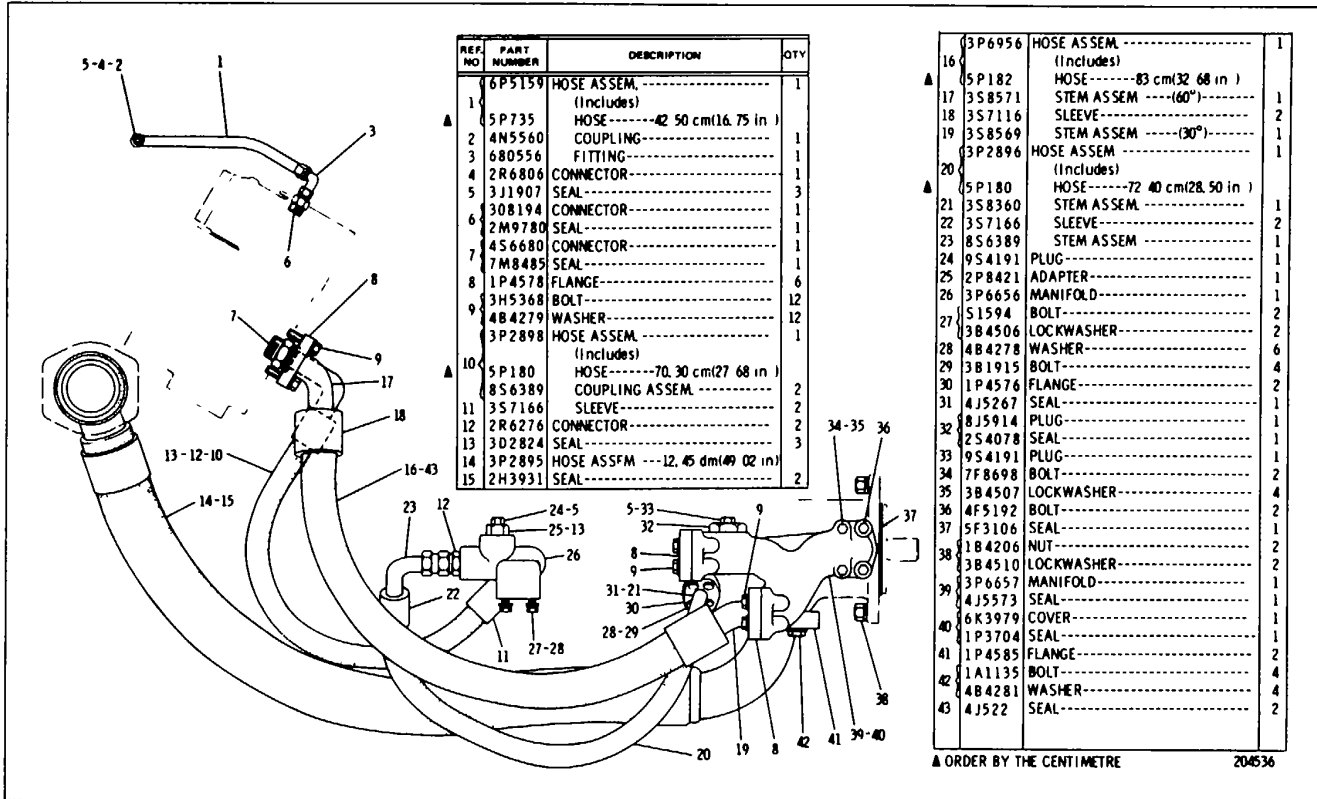 5-4-2
1
3
6
7
8
9
17
18
13-12-10
14-15
16-43
23
12
24-5
25-13
26
22
11
27-28
5-33
32
9
34-35
36
37
8
9
31-21
30
28-29
38
20
19
8
42
41
39-40
REF. NO PART NUMBER DESCRIPTION QTY
1 6P5159 HOSE ASSEM. 1
(Includes)
▲ 5P735 HOSE-------42 50 cm(16.75 in )
2 4N5560 COUPLING 1
3 680556 FITTING 1
4 2R6806 CONNECTOR 1
5 3J1907 SEAL 3
6 308194 CONNECTOR 1
2M9780 SEAL 1
7 4S6680 CONNECTOR 1
7M8485 SEAL 1
8 1P4578 FLANGE 6
9 3H5368 BOLT 12
4B4279 WASHER 12
10 3P2898 HOSE ASSEM. 1
(Includes)
▲ 5P180 HOSE-------70. 30 cm(27 68 in )
8S6389 COUPLING ASSEM 2
11 3S7166 SLEEVE 2
12 2R6276 CONNECTOR 2
13 3D2824 SEAL 3
14 3P2895 HOSE ASSFM ---12, 45 dm(49 02 in)
15 2H3931 SEAL 2
16 3P6956 HOSE ASSEM. 1
(Includes)
▲ 5P182 HOSE-------83 cm(32 68 in )
17 3S8571 STEM ASSEM ----(60°) 1
18 3S7116 SLEEVE 2
19 3S8569 STEM ASSEM ----(30°) 1
20 3P2896 HOSE ASSEM 1
(Includes)
▲ 5P180 HOSE------72 40 cm(28. 50 in )
21 3S8360 STEM ASSEM. 1
22 3S7166 SLEEVE 2
23 8S6389 STEM ASSEM 1
24 9S4191 PLUG 1
25 2P8421 ADAPTER 1
26 3P6656 MANIFOLD 1
27 S1594 BOLT 2
3B4506 LOCKWASHER 2
28 4B4278 WASHER 6
29 3B1915 BOLT 4
30 1P4576 FLANGE 2
31 4J5267 SEAL 1
32 8J5914 PLUG 1
2S4078 SEAL 1
33 9S4191 PLUG 1
34 7F8698 BOLT 2
35 3B4507 LOCKWASHER 4
36 4F5192 BOLT 2
37 5F3106 SEAL 1
38 1B4206 NUT 2
3B4510 LOCKWASHER 2
39 3P6657 MANIFOLD 1
4J5573 SEAL 1
40 6K3979 COVER 1
1P3704 SEAL 1
41 1P4585 FLANGE 2
42 1A1135 BOLT 4
4B4281 WASHER 4
43 4J522 SEAL 2
▲ ORDER BY THE CENTIMETRE 204536